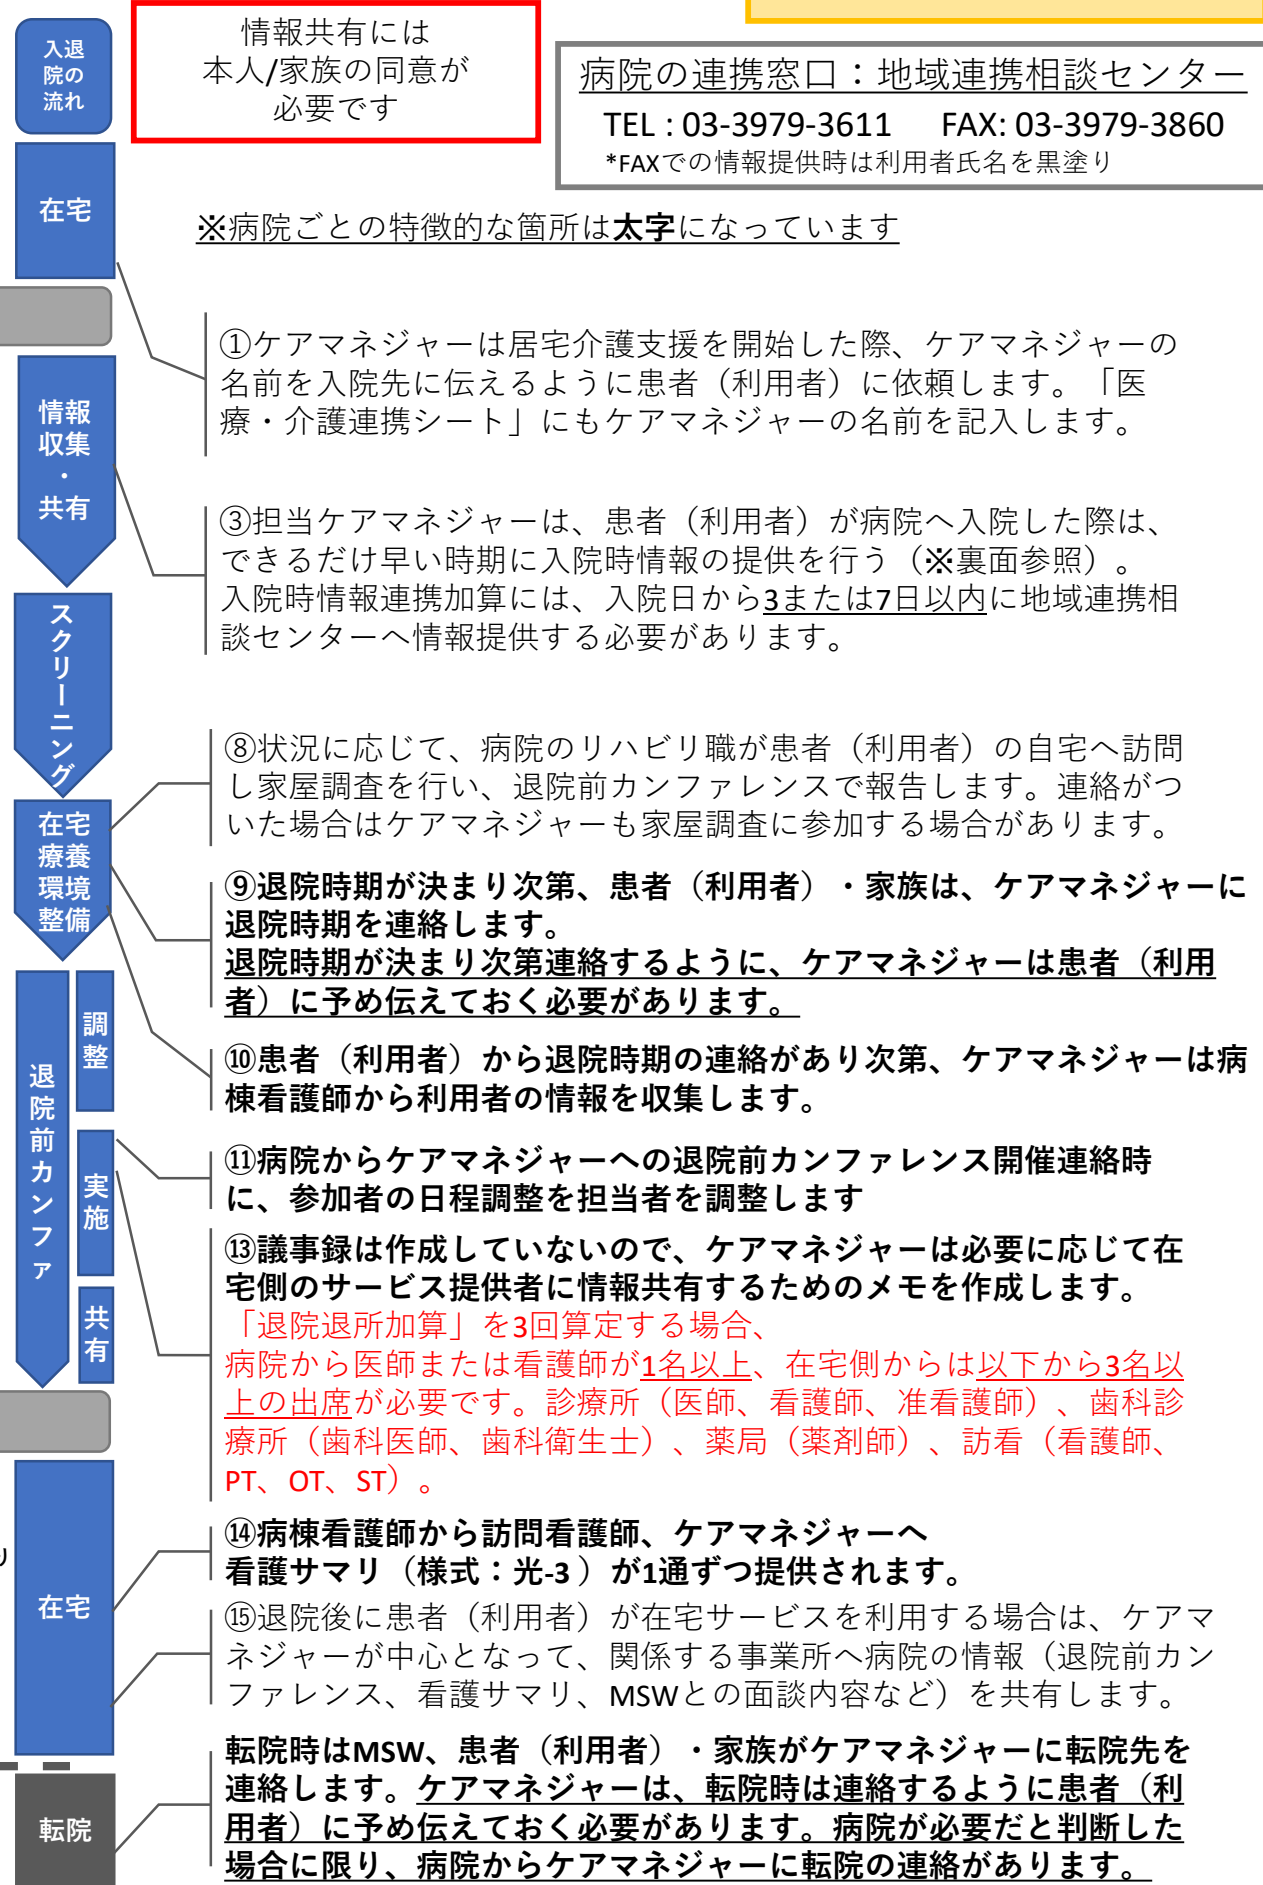 入退
院の
流れ
情報共有には
本人/家族の同意が
必要です
病院の連携窓口：地域連携相談センター
TEL : 03-3979-3611　FAX: 03-3979-3860
*FAXでの情報提供時は利用者氏名を黒塗り
在宅
※病院ごとの特徴的な箇所は太字になっています
①ケアマネジャーは居宅介護支援を開始した際、ケアマネジャーの
名前を入院先に伝えるように患者（利用者）に依頼します。「医
療・介護連携シート」にもケアマネジャーの名前を記入します。
情報
収集
・
共有
③担当ケアマネジャーは、患者（利用者）が病院へ入院した際は、
できるだけ早い時期に入院時情報の提供を行う（※裏面参照）。
入院時情報連携加算には、入院日から3または7日以内に地域連携相
談センターへ情報提供する必要があります。
スクリーニング
⑧状況に応じて、病院のリハビリ職が患者（利用者）の自宅へ訪問
し家屋調査を行い、退院前カンファレンスで報告します。連絡がつ
いた場合はケアマネジャーも家屋調査に参加する場合があります。
在宅
療養
環境
整備
⑨退院時期が決まり次第、患者（利用者）・家族は、ケアマネジャーに
退院時期を連絡します。
退院時期が決まり次第連絡するように、ケアマネジャーは患者（利用
者）に予め伝えておく必要があります。
⑩患者（利用者）から退院時期の連絡があり次第、ケアマネジャーは病
棟看護師から利用者の情報を収集します。
退院前カンファ
調整
実施
共有
⑪病院からケアマネジャーへの退院前カンファレンス開催連絡時
に、参加者の日程調整を担当者を調整します
⑬議事録は作成していないので、ケアマネジャーは必要に応じて在
宅側のサービス提供者に情報共有するためのメモを作成します。
「退院退所加算」を3回算定する場合、
病院から医師または看護師が1名以上、在宅側からは以下から3名以
上の出席が必要です。診療所（医師、看護師、准看護師）、歯科診
療所（歯科医師、歯科衛生士）、薬局（薬剤師）、訪看（看護師、
PT、OT、ST）。
り
在宅
⑭病棟看護師から訪問看護師、ケアマネジャーへ
看護サマリ（様式：光-3 ）が1通ずつ提供されます。
⑮退院後に患者（利用者）が在宅サービスを利用する場合は、ケアマ
ネジャーが中心となって、関係する事業所へ病院の情報（退院前カン
ファレンス、看護サマリ、MSWとの面談内容など）を共有します。
転院
転院時はMSW、患者（利用者）・家族がケアマネジャーに転院先を
連絡します。ケアマネジャーは、転院時は連絡するように患者（利
用者）に予め伝えておく必要があります。病院が必要だと判断した
場合に限り、病院からケアマネジャーに転院の連絡があります。